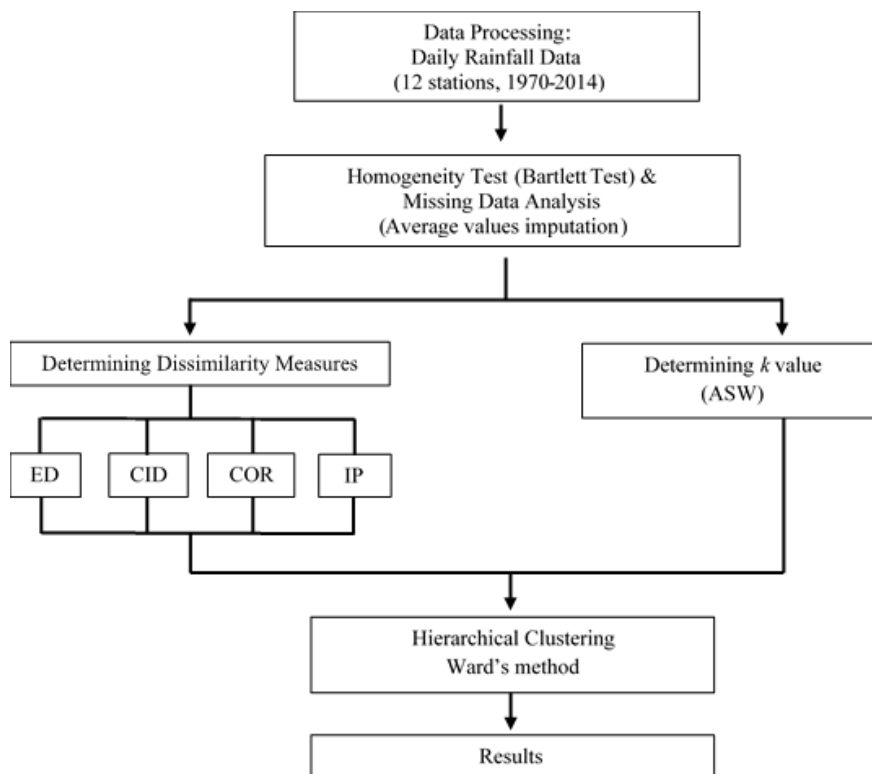 Data Processing:
Daily Rainfall Data
(12 stations, 1970-2014)
Homogeneity Test (Bartlett Test) &
Missing Data Analysis
(Average values imputation)
Determining Dissimilarity Measures
Determining k value
(ASW)
ED
CID
COR
IP
Hierarchical Clustering
Ward's method
Results